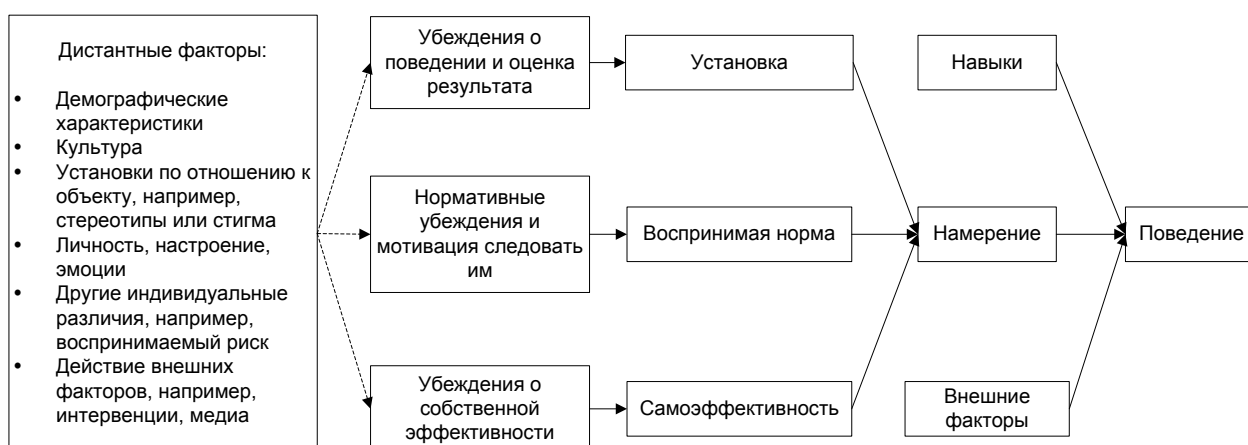 Дистантные факторы:
• Демографические
характеристики
• Культура
• Установки по отношению к
объекту, например,
стереотипы или стигма
• Личность, настроение,
эмоции
• Другие индивидуальные
различия, например,
воспринимаемый риск
• Действие внешних
факторов, например,
интервенции, медиа
Убеждения о
поведении и оценка
результата
Нормативные
убеждения и
мотивация следовать
им
Убеждения о
собственной
эффективности
Установка
Воспринимая норма
Самоэффективность
Навыки
Намерение
Внешние
факторы
Поведение